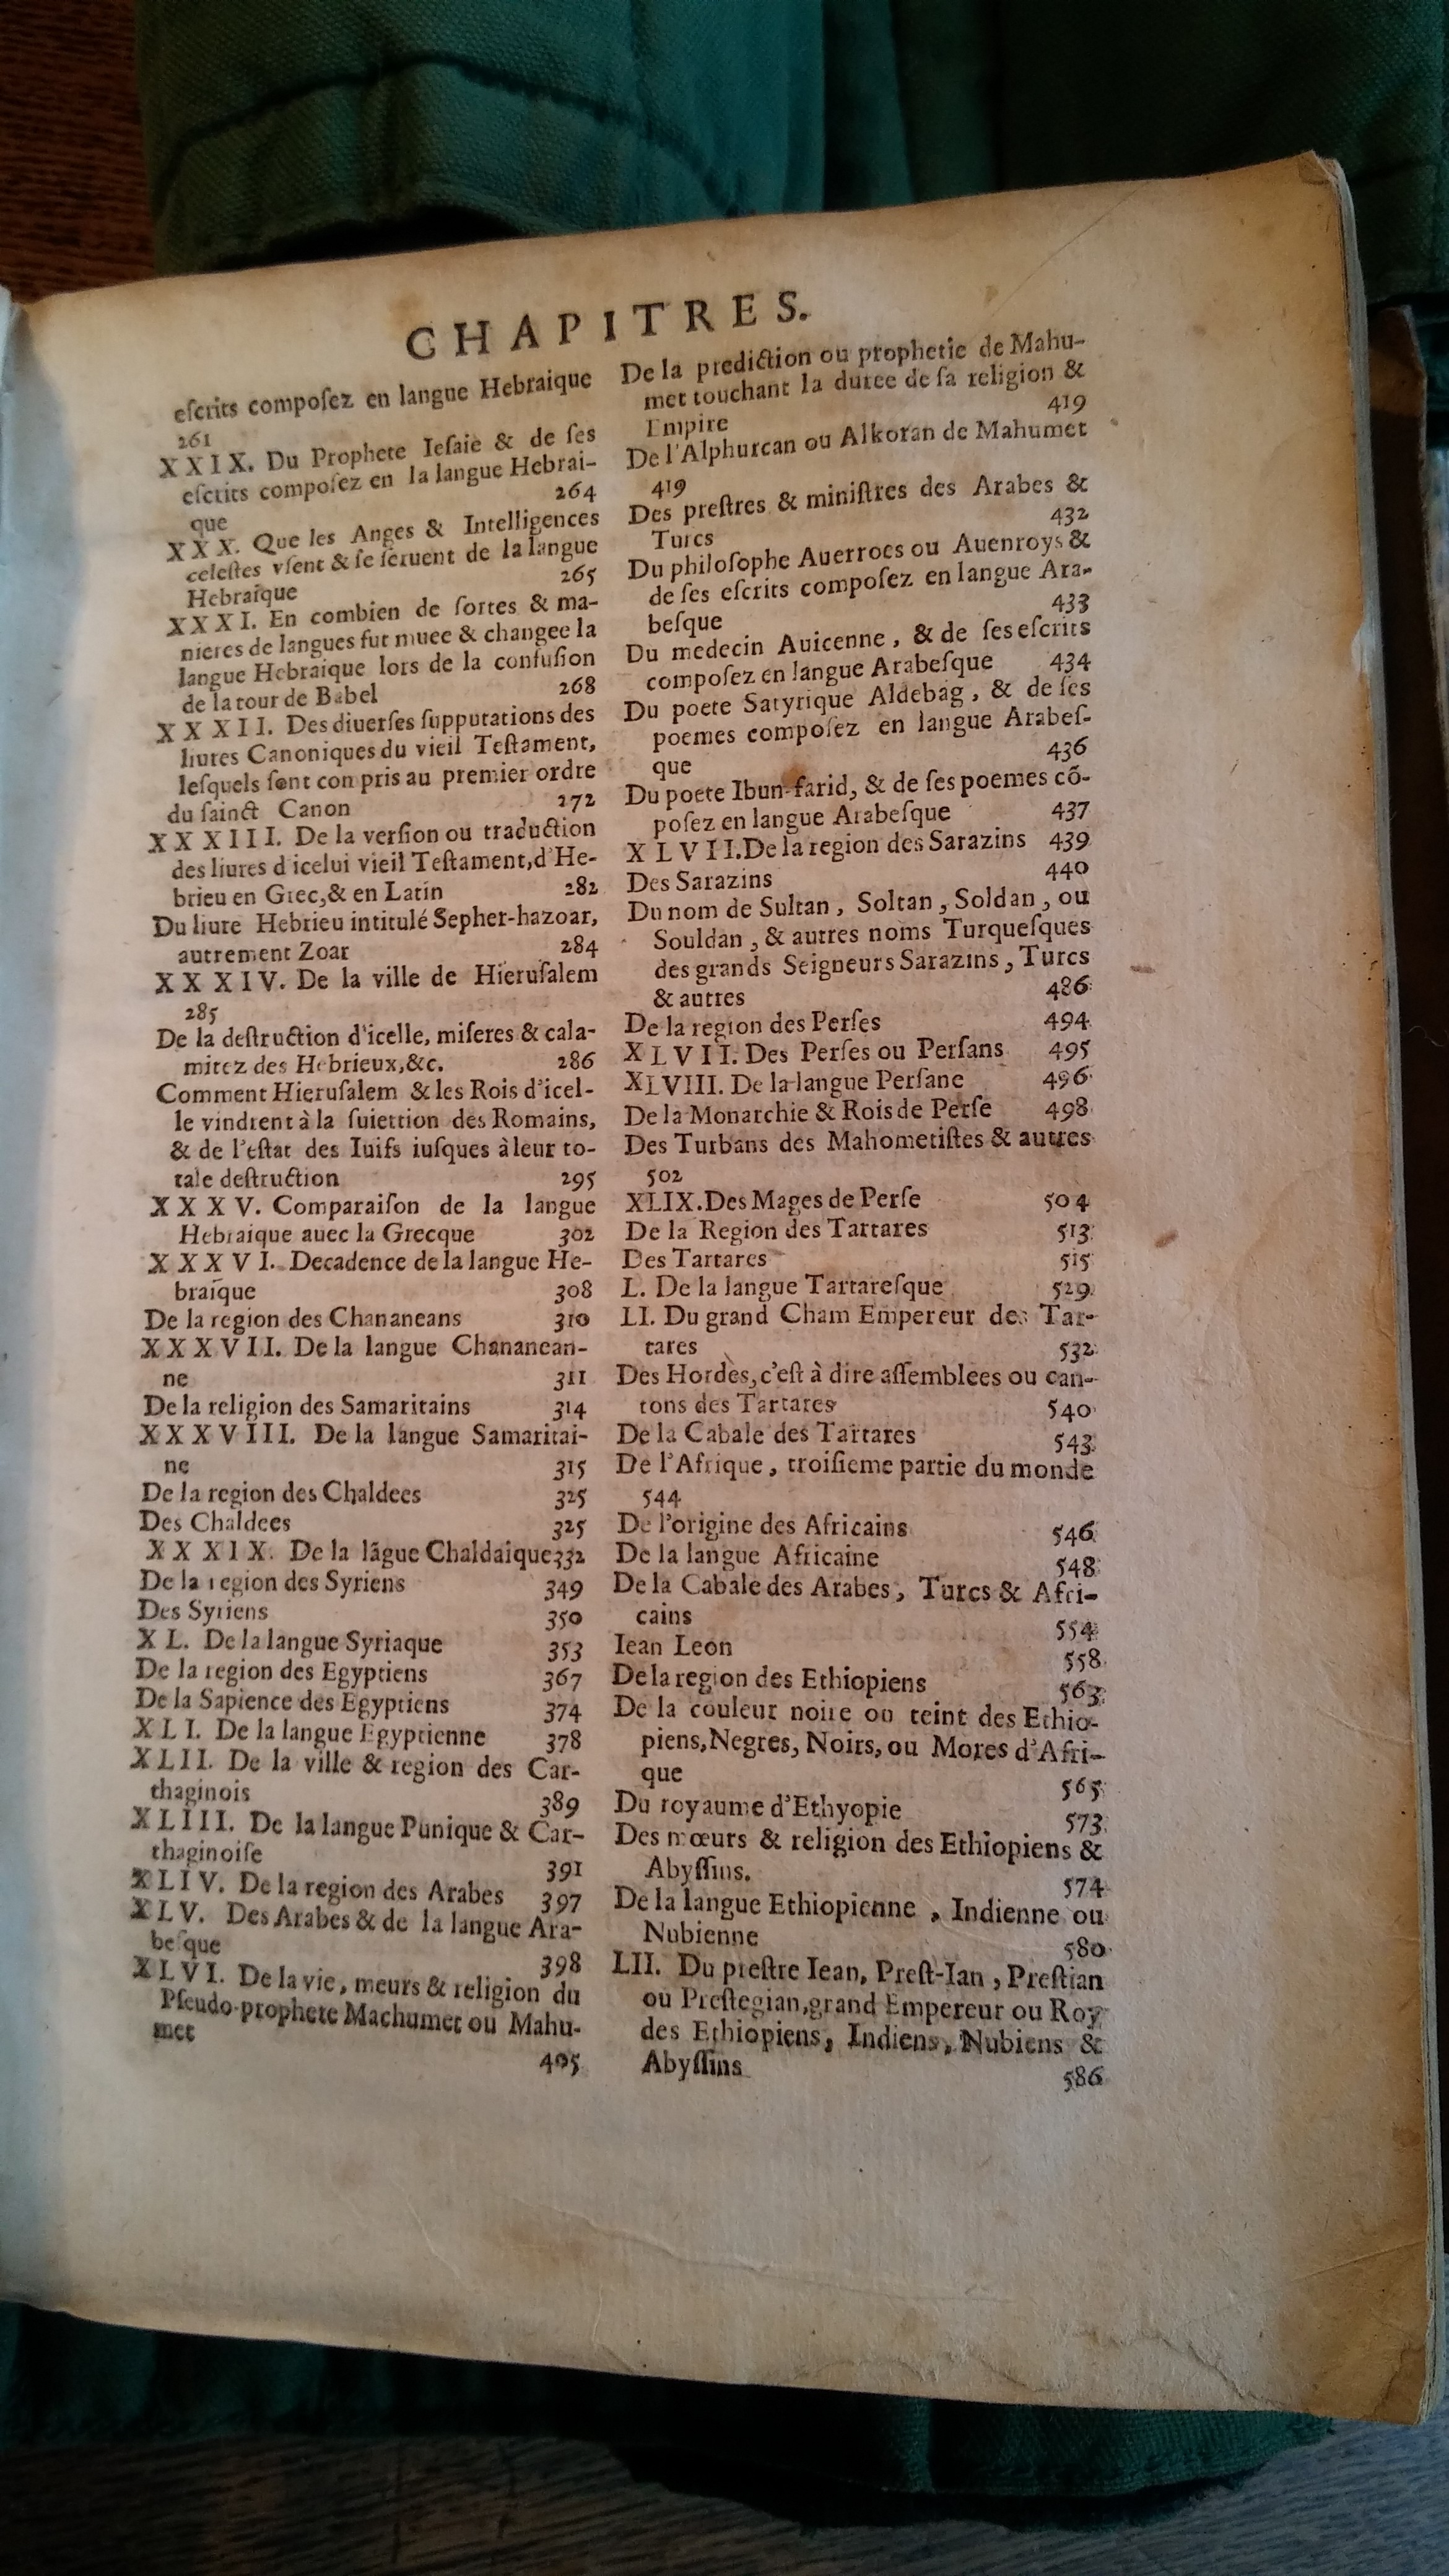 CHAPITRES.
eſcrits compoſez en langue Hebraique
261
XXIX. Du Prophete Ieſaie & de ſes
eſctits compoſez en la langue Hebrai-
que 264
XXX. Que les Anges & Intelligences
celeſtes vſent & ſe ſeruent de la langue
Hebraïque 265
XXXI. En combien de ſortes & ma-
nieres de langues fut muee & changee la
langue Hebraique lors de la confuſion
de la tour de Babel 268
XXXII. Des diuerſes ſupputations des
liures Canoniques du vieil Teſtament,
leſquels ſont conpris au premier ordre
du ſainct Canon 272
XXXIII. De la verſion ou traduction
des liures d icelui vieil Teſtament, d'He-
brieu en Grec, & en Latin 282
Du liure Hebrieu intitulé Sepher-hazoar,
autrement Zoar 284
XXXIV. De la ville de Hieruſalem
285
De la deſtruction d'icelle, miſeres & cala-
mitez des Hebrieux, &c. 286
Comment Hieruſalem & les Rois d'icel-
le vindrent à la ſuiettion des Romains,
& de l'eſtat des Iuifs iuſques à leur to-
tale deſtruction 295
XXXV. Comparaiſon de la langue
Hebraique auec la Grecque 302
XXXVI. Decadence de la langue He-
braïque 308
De la region des Chananeans 310
XXXVII. De la langue Chananean-
ne 311
De la religion des Samaritains 314
XXXVIII. De la langue Samaritai-
ne 315
De la region des Chaldees 325
Des Chaldees 325
XXXIX. De la lāgue Chaldaique 332
De la region des Syriens 349
Des Syriens 350
XL. De la langue Syriaque 353
De la region des Egyptiens 367
De la Sapience des Egyptiens 374
XLI. De la langue Egyptienne 378
XLII. De la ville & region des Car-
thaginois 389
XLIII. De la langue Punique & Car-
thaginoiſe 391
XLIV. De la region des Arabes 397
XLV. Des Arabes & de la langue Ara-
beſque 398
XLVI. De la vie, meurs & religion du
Pſeudo-prophete Machumet ou Mahu-
met 405
De la prediction ou prophetie de Mahu-
met touchant la duree de ſa religion &
Empire 419
De l'Alphurcan ou Alkoran de Mahumet
419
Des preſtres & miniſtres des Arabes &
Turcs 432
Du philoſophe Auerroes ou Auenroys &
de ſes eſcrits compoſez en langue Ara-
beſque 433
Du medecin Auicenne, & de ſes eſcrits
compoſez en langue Arabeſque 434
Du poete Satyrique Aldebag, & de ſes
poemes compoſez en langue Arabeſ-
que 436
Du poete Ibun-farid, & de ſes poemes cō-
poſez en langue Arabeſque 437
XLVII. De la region des Sarazins 439
Des Sarazins 440
Du nom de Sultan, Soltan, Soldan, ou
Souldan, & autres noms Turqueſques
des grands Seigneurs Sarazins, Turcs
& autres 486
De la region des Perſes 494
XLVII. Des Perſes ou Perſans 495
XLVIII. De la langue Perſane 496
De la Monarchie & Rois de Perſe 498
Des Turbans des Mahometiſtes & autres
502
XLIX. Des Mages de Perſe 504
De la Region des Tartares 513
Des Tartares 515
L. De la langue Tartareſque 529
LI. Du grand Cham Empereur des Tar-
tares 532
Des Hordes, c'eſt à dire aſſemblees ou can-
tons des Tartares 540
De la Cabale des Tartares 543
De l'Afrique, troiſieme partie du monde
544
De l'origine des Africains 546
De la langue Africaine 548
De la Cabale des Arabes, Turcs & Afri-
cains 554
Iean Leon 558
De la region des Ethiopiens 563
De la couleur noire ou teint des Ethio-
piens, Negres, Noirs, ou Mores d'Afri-
que 565
Du royaume d'Ethyopie 573
Des mœurs & religion des Ethiopiens &
Abyſſins. 574
De la langue Ethiopienne, Indienne ou
Nubienne 580
LII. Du preſtre Iean, Preſt-Ian, Preſtian
ou Preſtegian, grand Empereur ou Roy
des Ethiopiens, Indiens, Nubiens &
Abyſſins 586